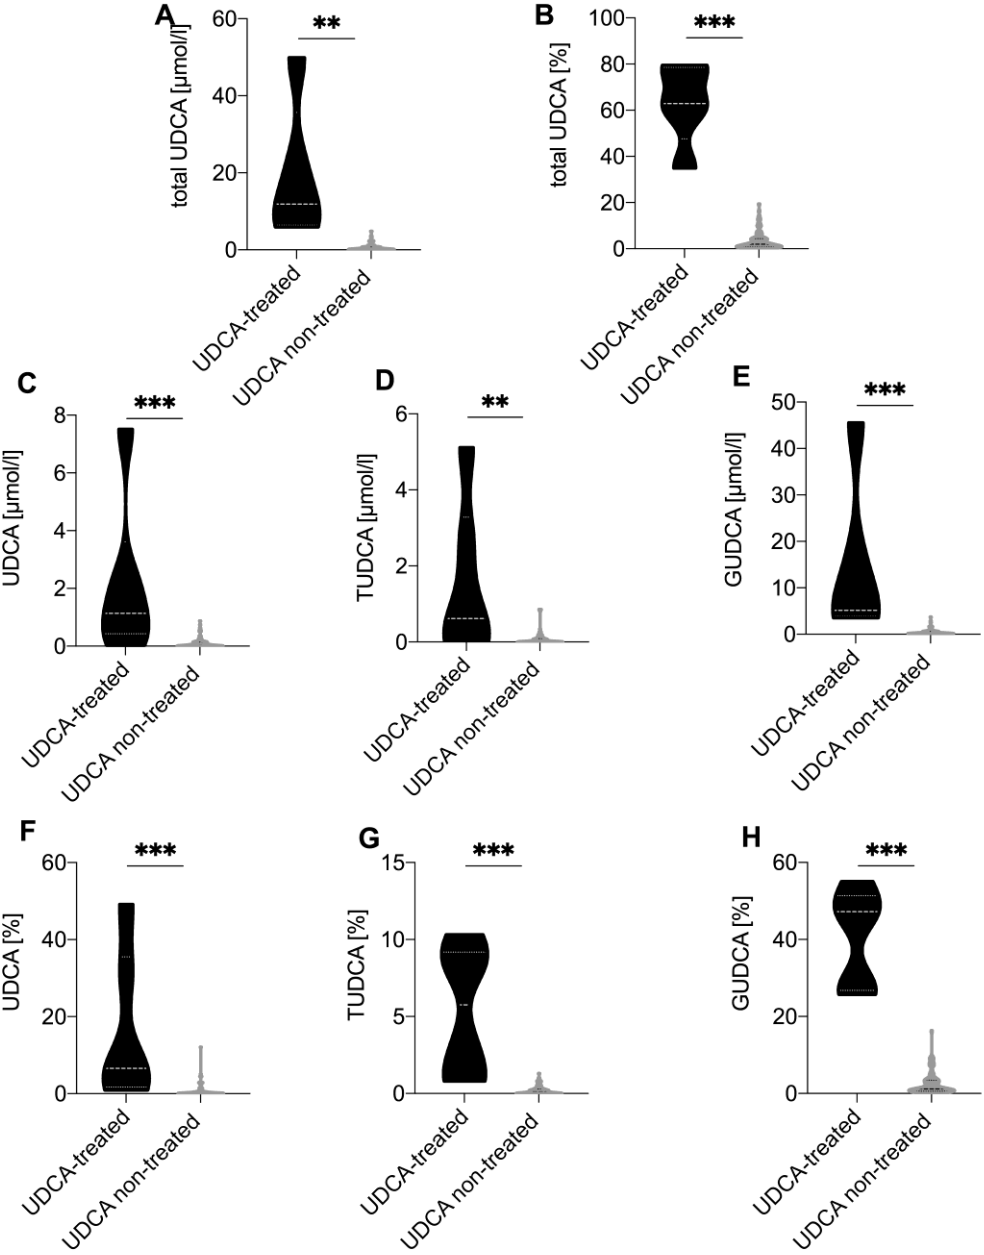 A
total UDCA [µmol/l]
60
40
20
0
**
UDCA-treated
UDCA non-treated
B
total UDCA [%]
100
80
60
40
20
0
***
UDCA-treated
UDCA non-treated
C
UDCA [µmol/l]
8
6
4
2
0
***
UDCA-treated
UDCA non-treated
D
TUDCA [µmol/l]
6
4
2
0
**
UDCA-treated
UDCA non-treated
E
GUDCA [µmol/l]
50
40
30
20
10
0
***
UDCA-treated
UDCA non-treated
F
UDCA [%]
60
40
20
0
***
UDCA-treated
UDCA non-treated
G
TUDCA [%]
15
10
5
0
***
UDCA-treated
UDCA non-treated
H
GUDCA [%]
60
40
20
0
***
UDCA-treated
UDCA non-treated